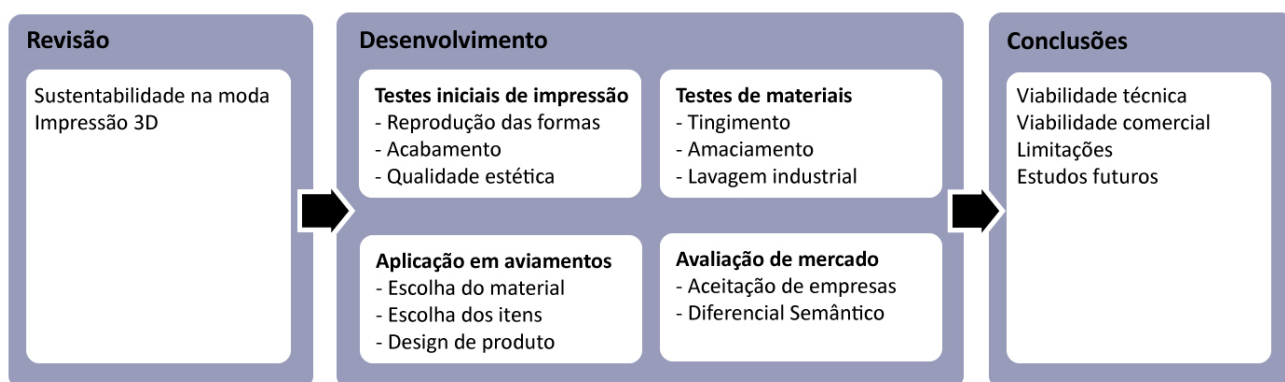 Revisão
Sustentabilidade na moda
Impressão 3D
Desenvolvimento
Testes iniciais de impressão
- Reprodução das formas
- Acabamento
- Qualidade estética
Testes de materiais
- Tingimento
- Amaciamento
- Lavagem industrial
Aplicação em aviamentos
- Escolha do material
- Escolha dos itens
- Design de produto
Avaliação de mercado
- Aceitação de empresas
- Diferencial Semântico
Conclusões
Viabilidade técnica
Viabilidade comercial
Limitações
Estudos futuros